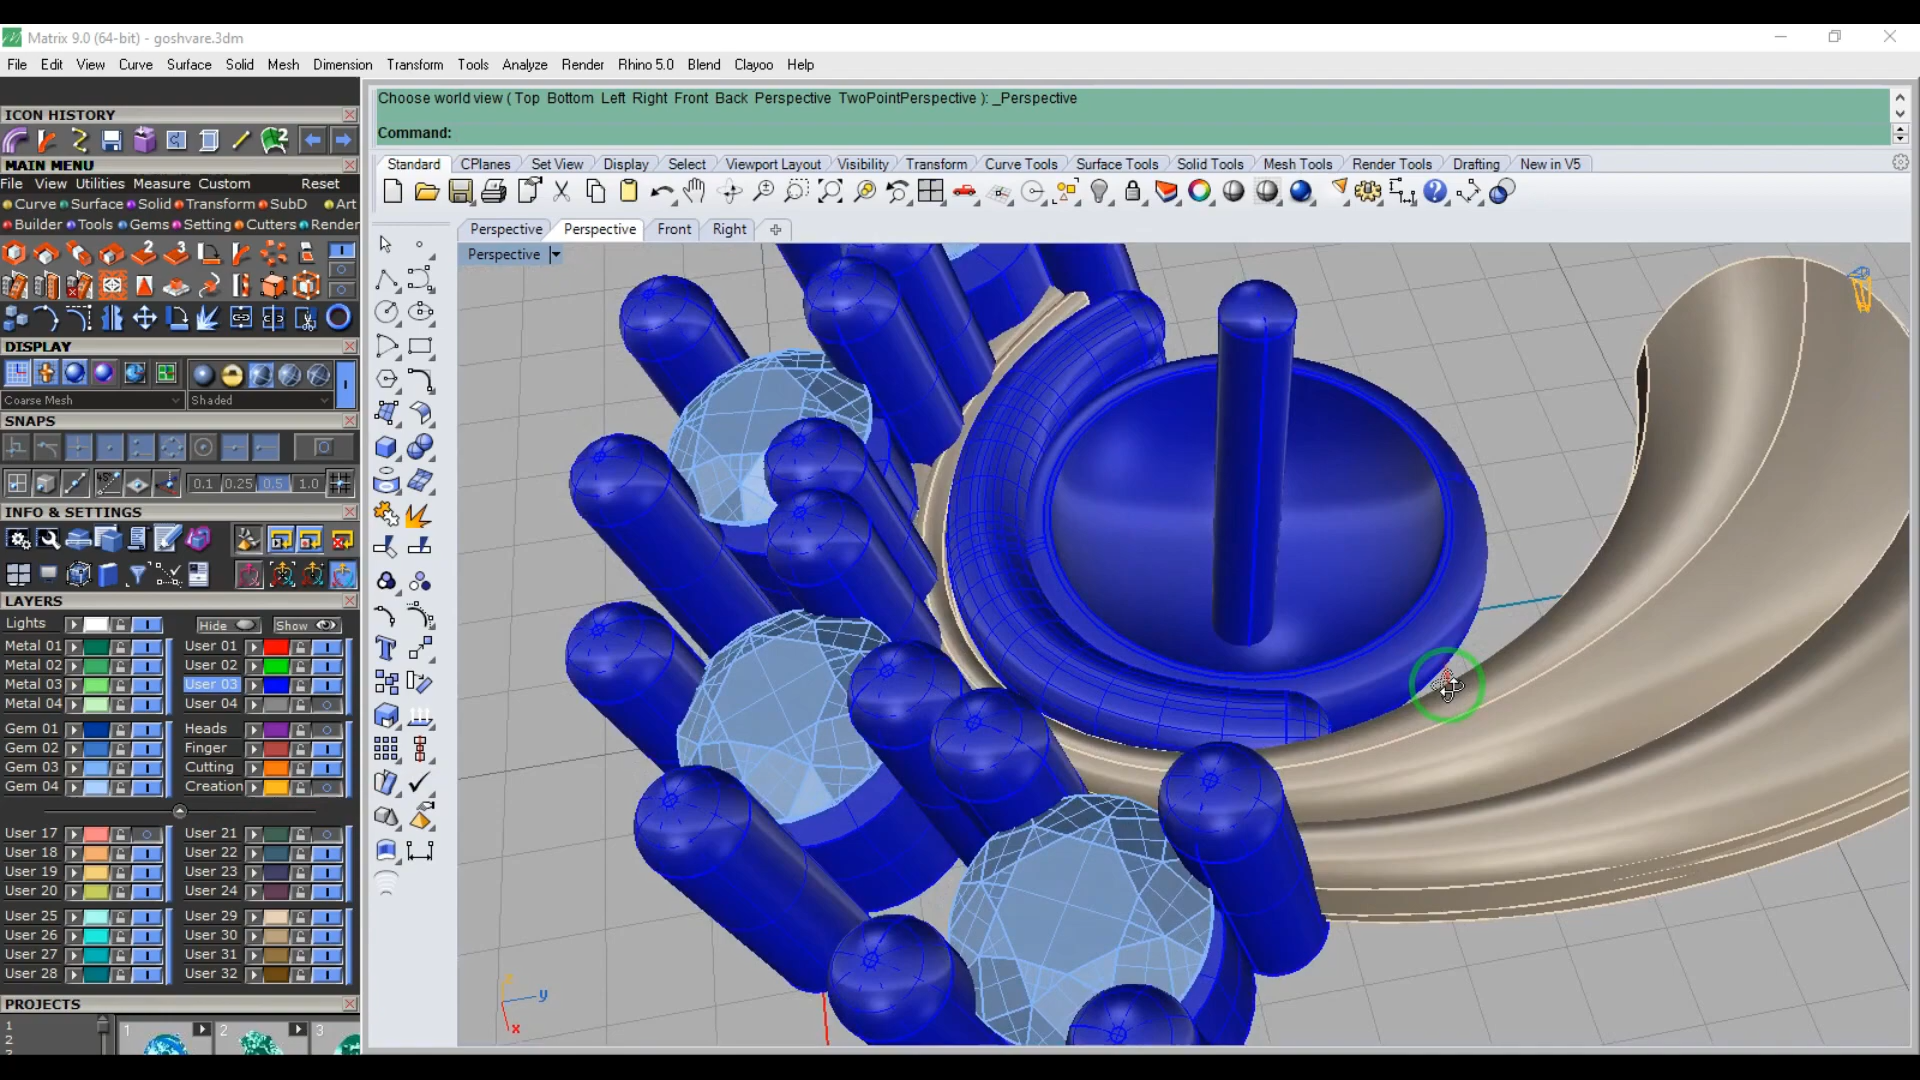 Matrix 9.0 (64-bit) - goshvare.3dm
File Edit View Curve Surface Solid Mesh Dimension Transform Tools Analyze Render Rhino 5.0 Blend Clayoo Help
Choose world view ( Top Bottom Left Right Front Back Perspective TwoPointPerspective ): _Perspective
Command:
ICON HISTORY
MAIN MENU
File View Utilities Measure Custom Reset
Curve Surface Solid Transform SubD Art
Builder Tools Gems Setting Cutters Render
2 3
DISPLAY
Coarse Mesh Shaded
SNAPS
0.1 0.25 0.5 1.0
INFO & SETTINGS
LAYERS
Lights Hide Show
Metal 01 User 01
Metal 02 User 02
Metal 03 User 03
Metal 04 User 04
Gem 01 Heads
Gem 02 Finger
Gem 03 Cutting
Gem 04 Creation
User 17 User 21
User 18 User 22
User 19 User 23
User 20 User 24
User 25 User 29
User 26 User 30
User 27 User 31
User 28 User 32
PROJECTS
1 1 2 3
2
Standard CPlanes Set View Display Select Viewport Layout Visibility Transform Curve Tools Surface Tools Solid Tools Mesh Tools Render Tools Drafting New in V5
Perspective Perspective Front Right
Perspective
y
x